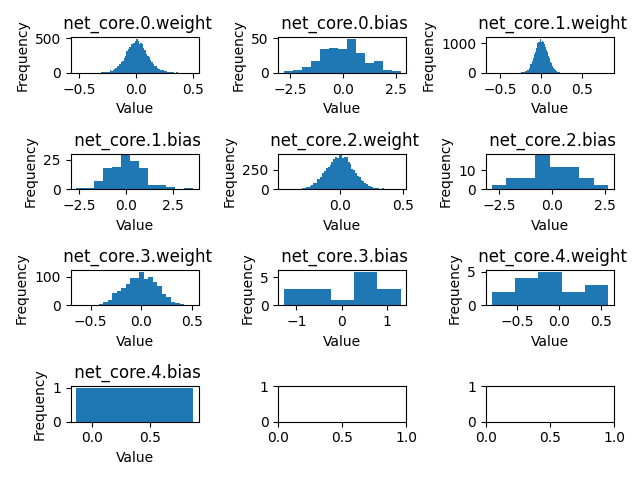 net_core.0.weight
Frequency
500
0
−0.5 0.0 0.5
Value
net_core.0.bias
Frequency
50
0
−2.5 0.0 2.5
Value
net_core.1.weight
Frequency
1000
0
−0.5 0.0 0.5
Value
net_core.1.bias
Frequency
25
0
−2.5 0.0 2.5
Value
net_core.2.weight
Frequency
250
0
0.0 0.5
Value
net_core.2.bias
Frequency
10
0
−2.5 0.0 2.5
Value
net_core.3.weight
Frequency
100
0
−0.5 0.0 0.5
Value
net_core.3.bias
Frequency
5
0
−1 0 1
Value
net_core.4.weight
Frequency
5
0
−0.5 0.0 0.5
Value
net_core.4.bias
Frequency
1
0
0.0 0.5
Value
1
0
0.0 0.5 1.0
1
0
0.0 0.5 1.0